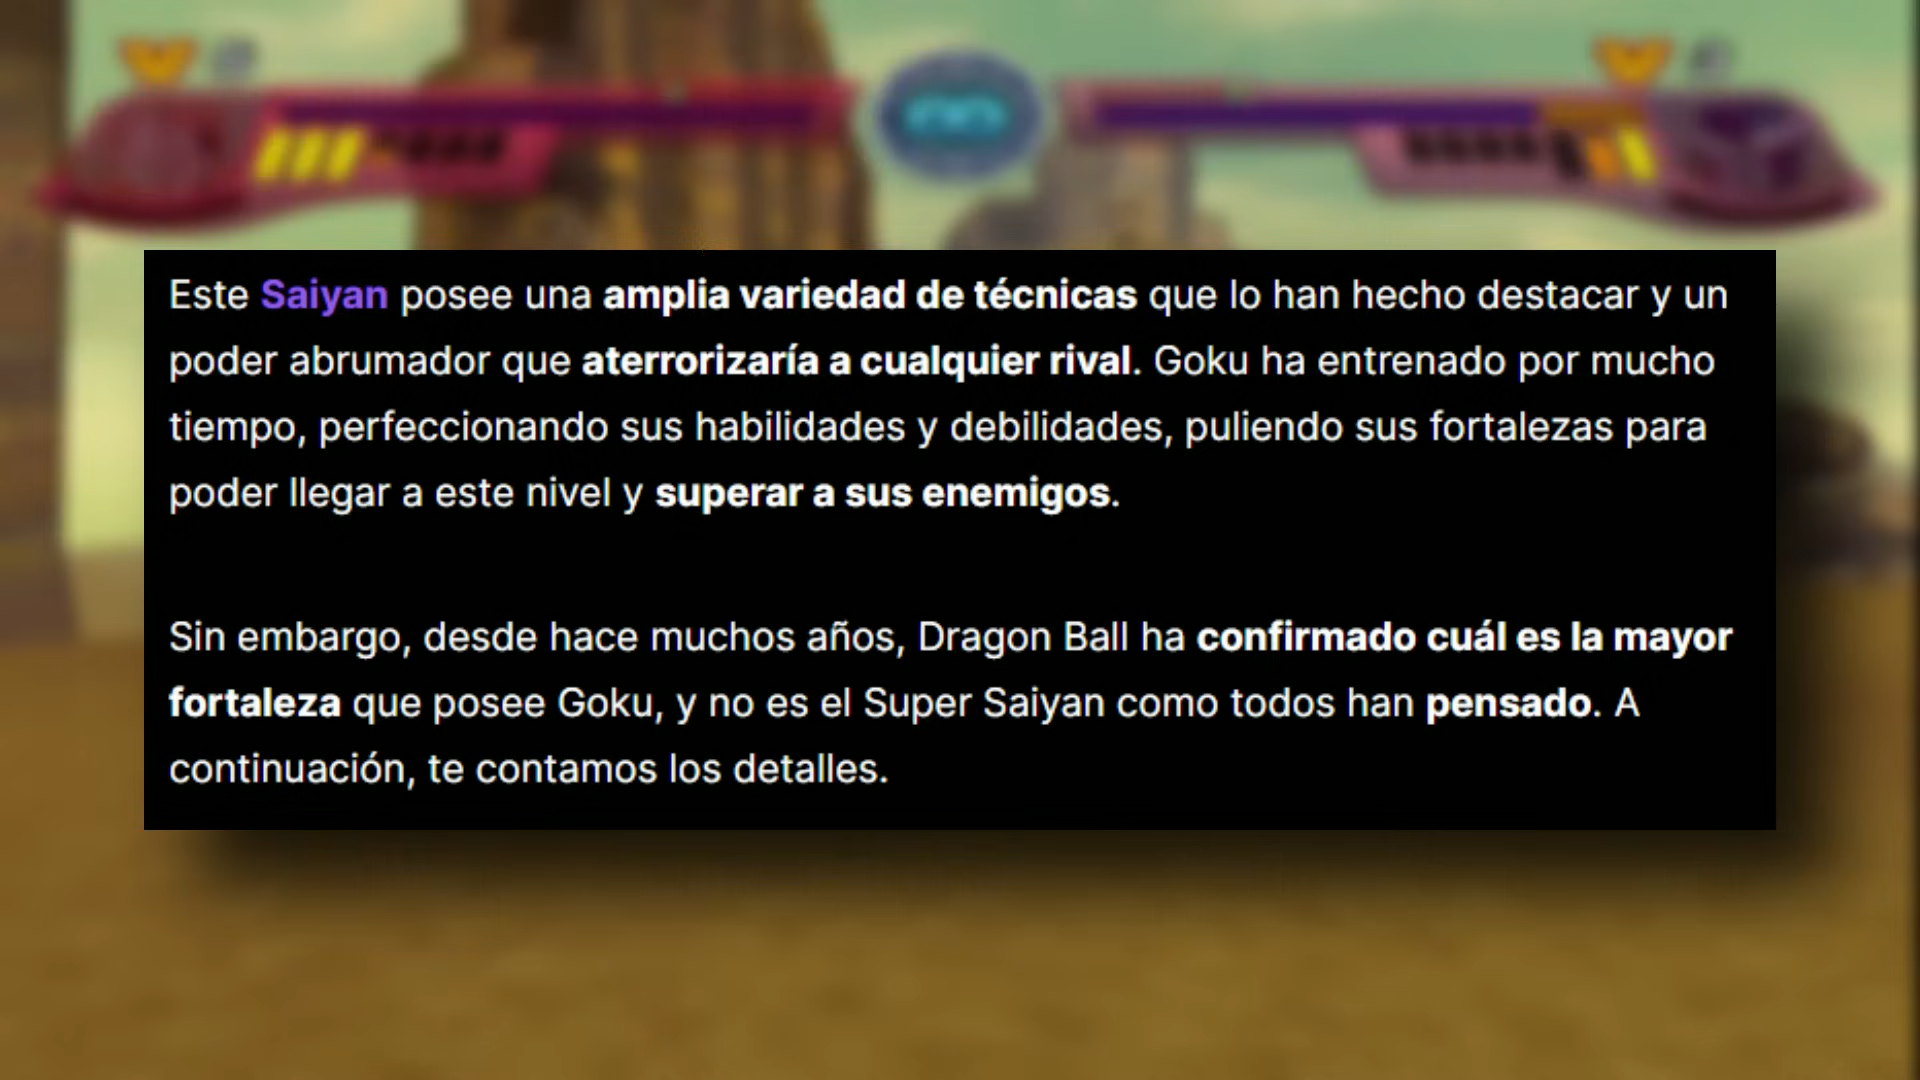 Este Saiyan posee una amplia variedad de técnicas que lo han hecho destacar y un
poder abrumador que aterrorizaría a cualquier rival. Goku ha entrenado por mucho
tiempo, perfeccionando sus habilidades y debilidades, puliendo sus fortalezas para
poder llegar a este nivel y superar a sus enemigos.
Sin embargo, desde hace muchos años, Dragon Ball ha confirmado cuál es la mayor
fortaleza que posee Goku, y no es el Super Saiyan como todos han pensado. A
continuación, te contamos los detalles.